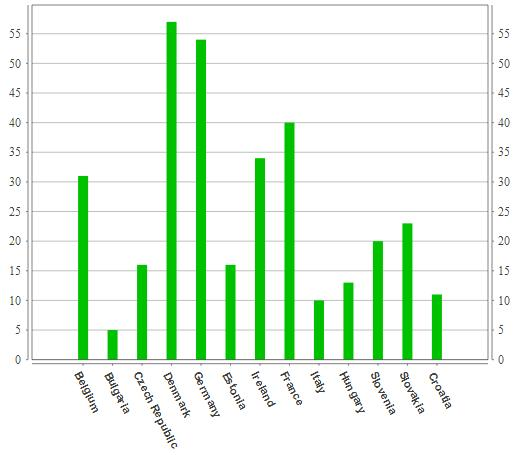 55
50
45
40
35
30
25
20
15
10
5
0
55
50
45
40
35
30
25
20
15
10
5
0
Belgium
Bulgaria
Czech Republic
Denmark
Germany
Estonia
Ireland
France
Italy
Hungary
Slovenia
Slovakia
Croatia